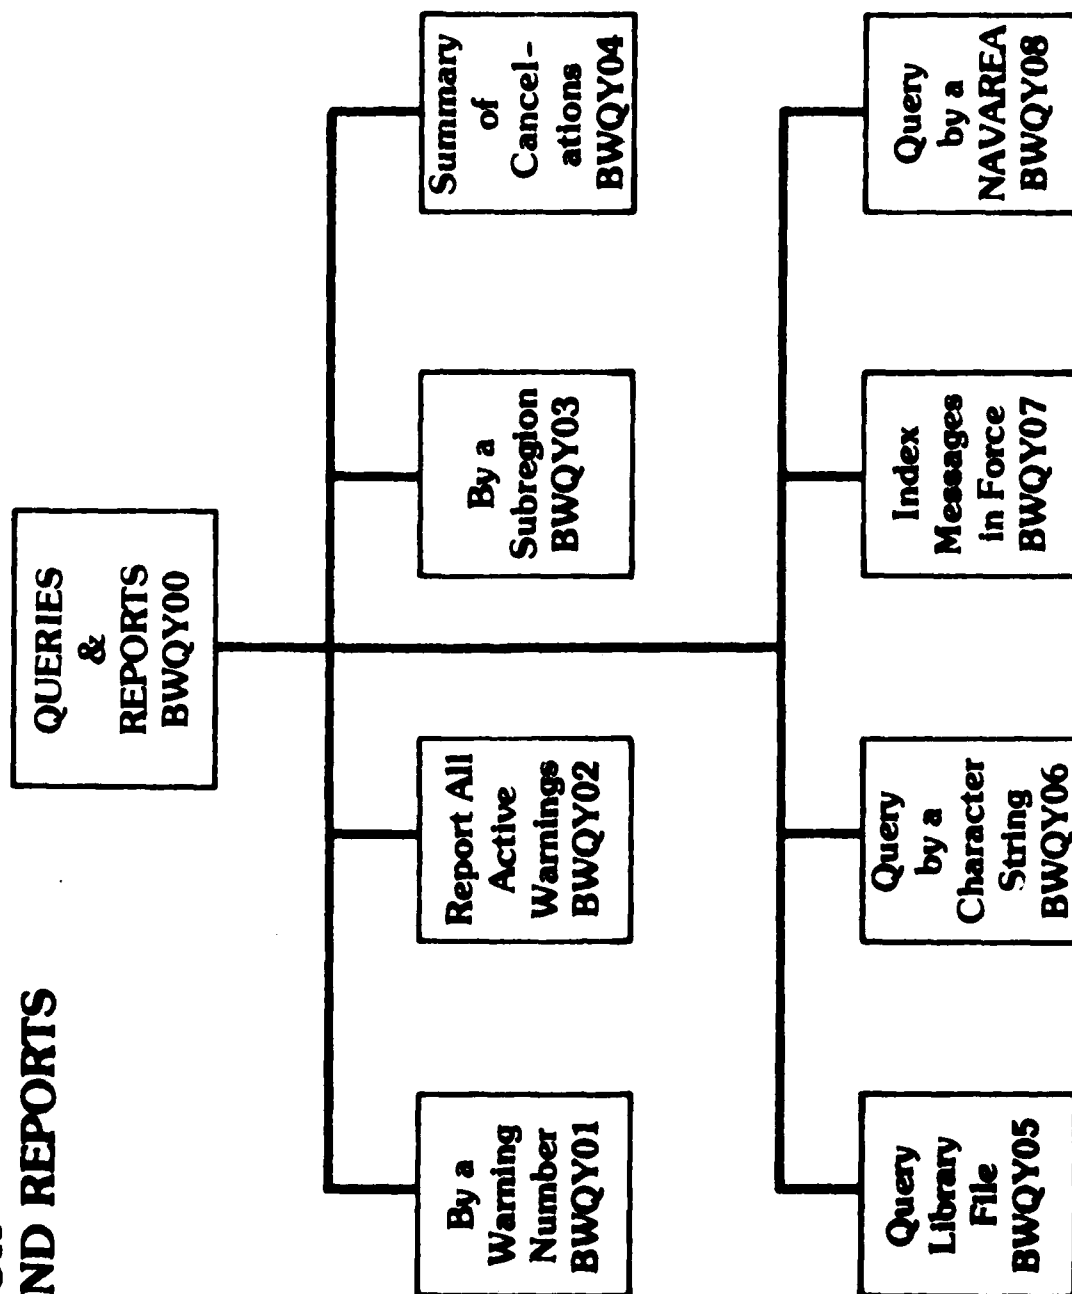 ND REPORTS
QUERIES
&
REPORTS
BWQY00
By a
Warning
Number
BWQY01
Report All
Active
Warnings
BWQY02
By a
Subregion
BWQY03
Summary
of
Cancel-
ations
BWQY04
Query
Library
File
BWQY05
Query
by a
Character
String
BWQY06
Index
Messages
in Force
BWQY07
Query
by a
NAVAREA
BWQY08